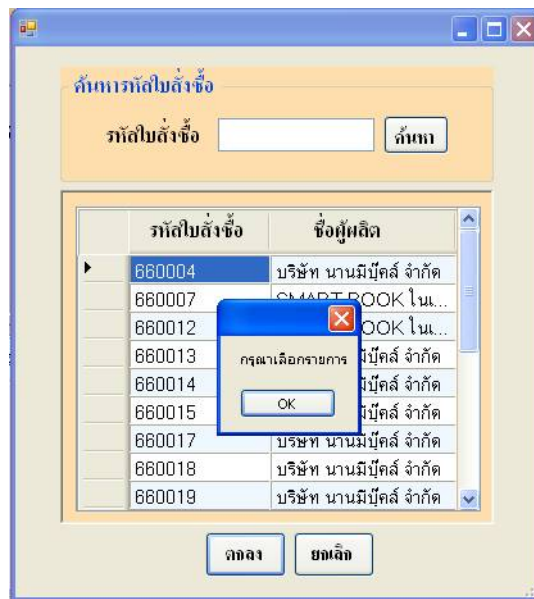 ค้นหารหัสใบสั่งซื้อ
รหัสใบสั่งซื้อ ค้นหา
รหัสใบสั่งซื้อ ชื่อผู้ผลิต
660004 บริษัท นานมีบุ๊คส์ จำกัด
660007 SMART BOOK ในเ...
660012 OOK ในเ...
660013 มีบุ๊คส์ จำกัด
660014 มีบุ๊คส์ จำกัด
660015 มีบุ๊คส์ จำกัด
660017 บริษัท นานมีบุ๊คส์ จำกัด
660018 บริษัท นานมีบุ๊คส์ จำกัด
660019 บริษัท นานมีบุ๊คส์ จำกัด
กรุณาเลือกรายการ
OK
ตกลง ยกเลิก